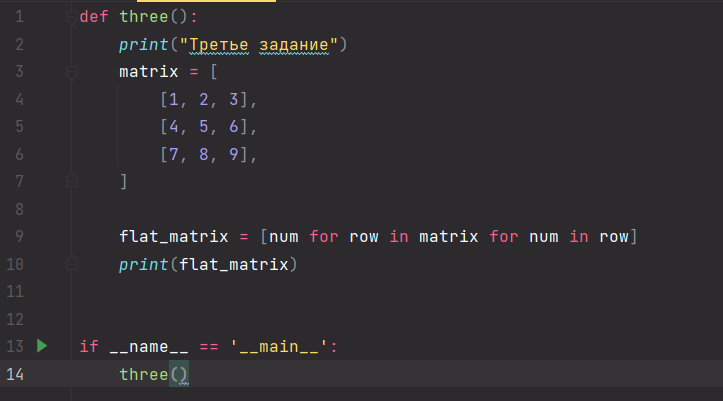 1 def three():
2     print("Третье задание")
3     matrix = [
4         [1, 2, 3],
5         [4, 5, 6],
6         [7, 8, 9],
7     ]
8
9     flat_matrix = [num for row in matrix for num in row]
10     print(flat_matrix)
11
12
13 if __name__ == '__main__':
14     three()